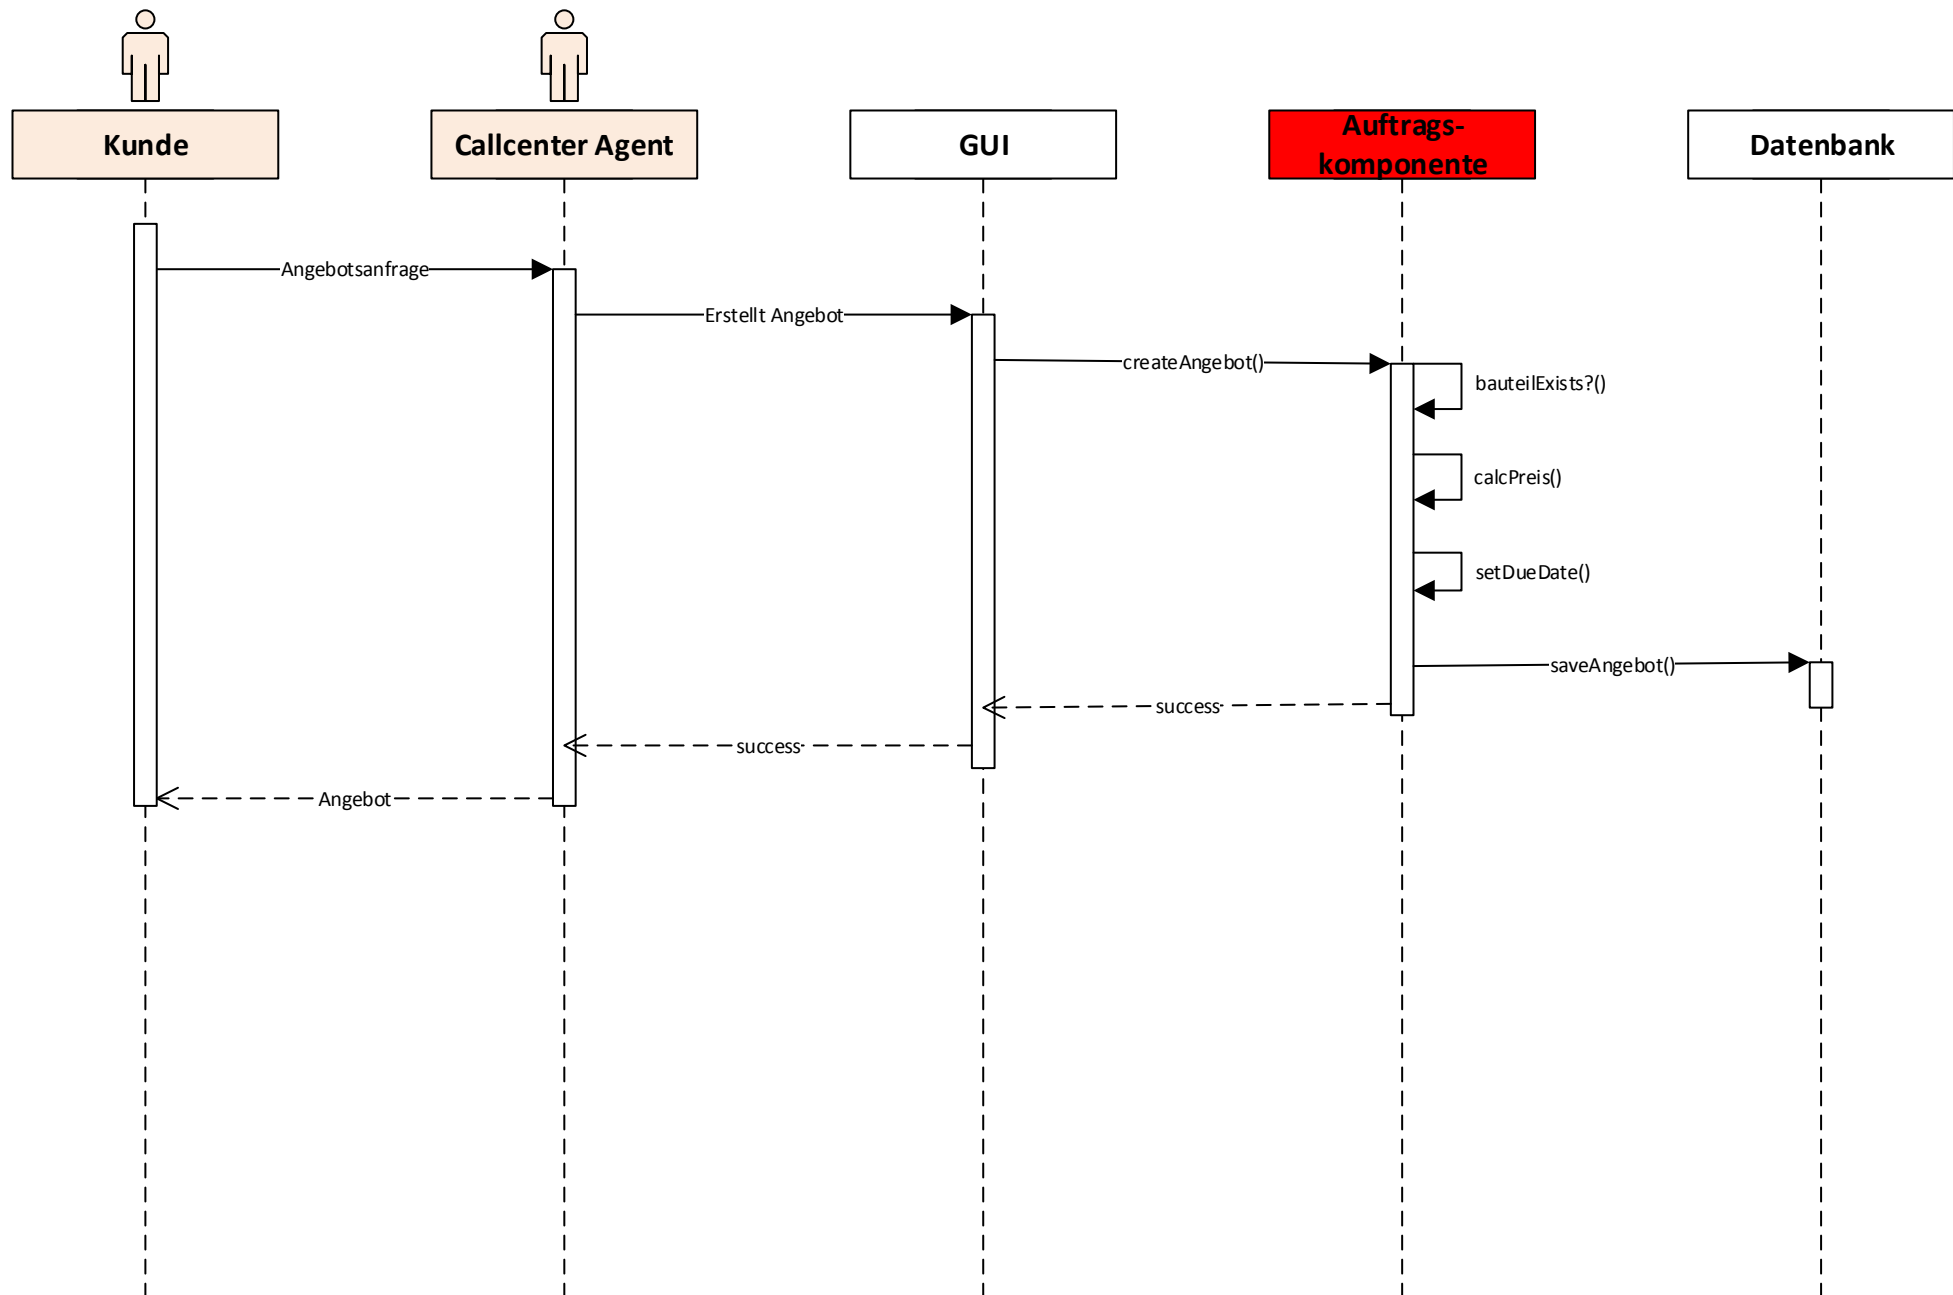 Kunde
Callcenter Agent
GUI
Auftrags-
komponente
Datenbank
Angebotsanfrage
Erstellt Angebot
createAngebot()
bauteilExists?()
calcPreis()
setDueDate()
saveAngebot()
success
success
Angebot